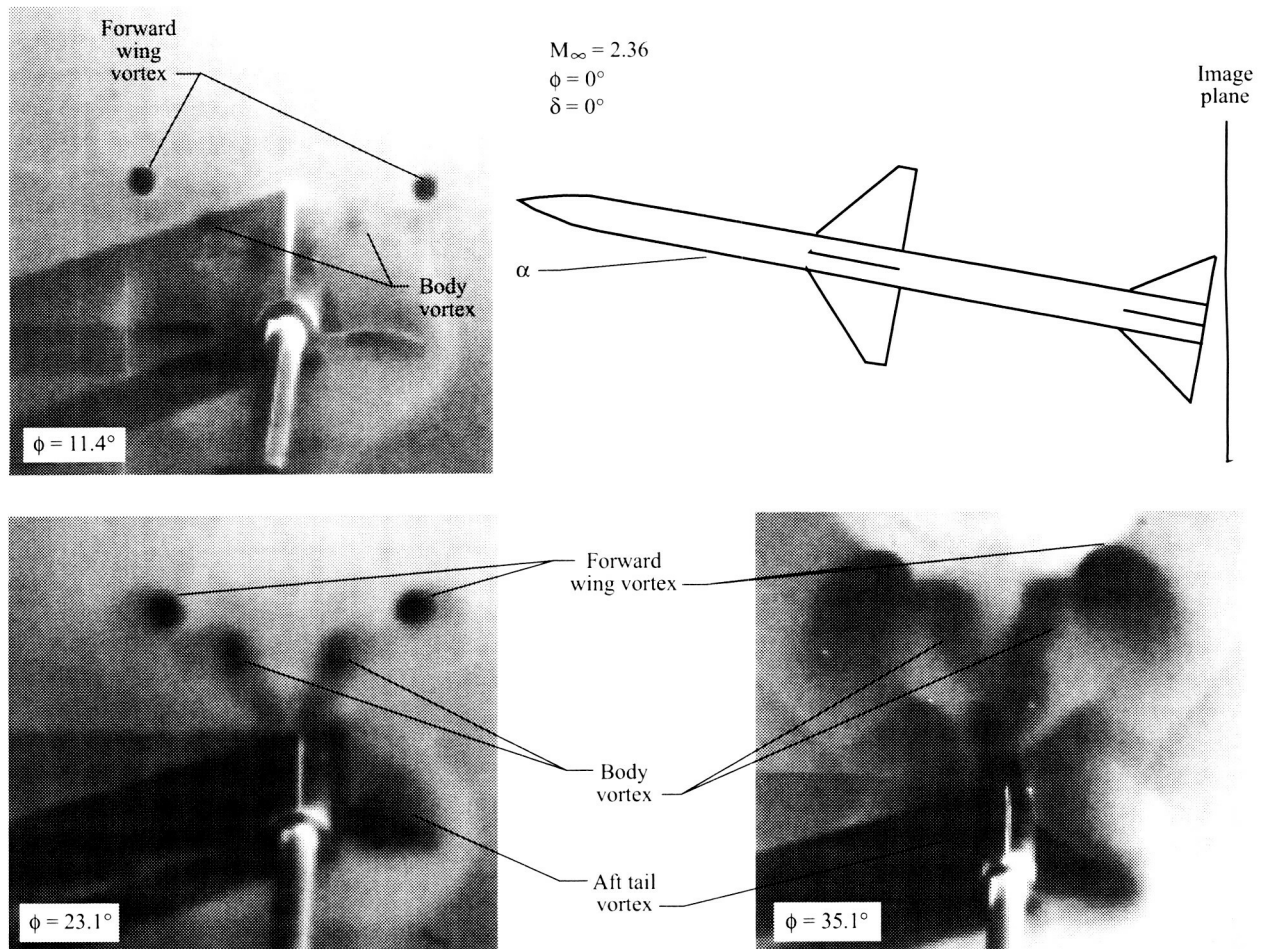 Forward
wing
vortex
Body
vortex
ϕ = 11.4°
M∞ = 2.36
ϕ = 0°
δ = 0°
Image
plane
α
Forward
wing vortex
Body
vortex
Aft tail
vortex
ϕ = 23.1°
ϕ = 35.1°